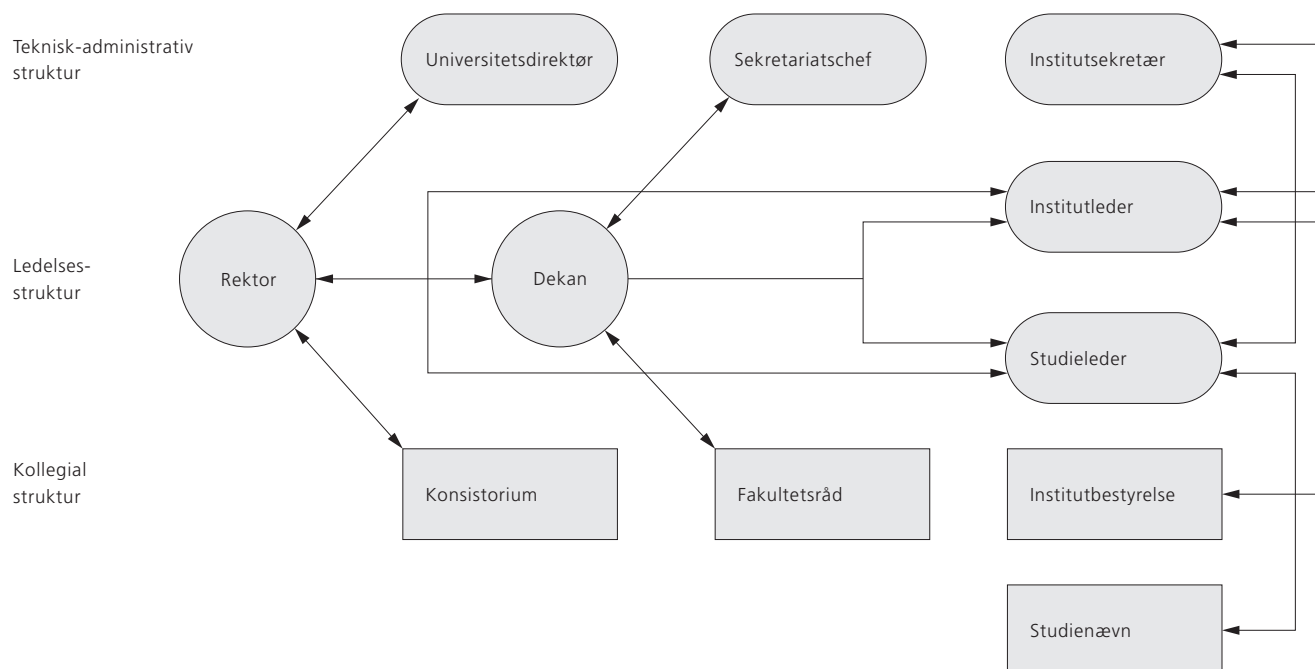 Teknisk-administrativ
struktur
Universitetsdirektør
Sekretariatschef
Institutsekretær
Institutleder
Ledelses-
struktur
Rektor
Dekan
Studieleder
Kollegial
struktur
Konsistorium
Fakultetsråd
Institutbestyrelse
Studienævn